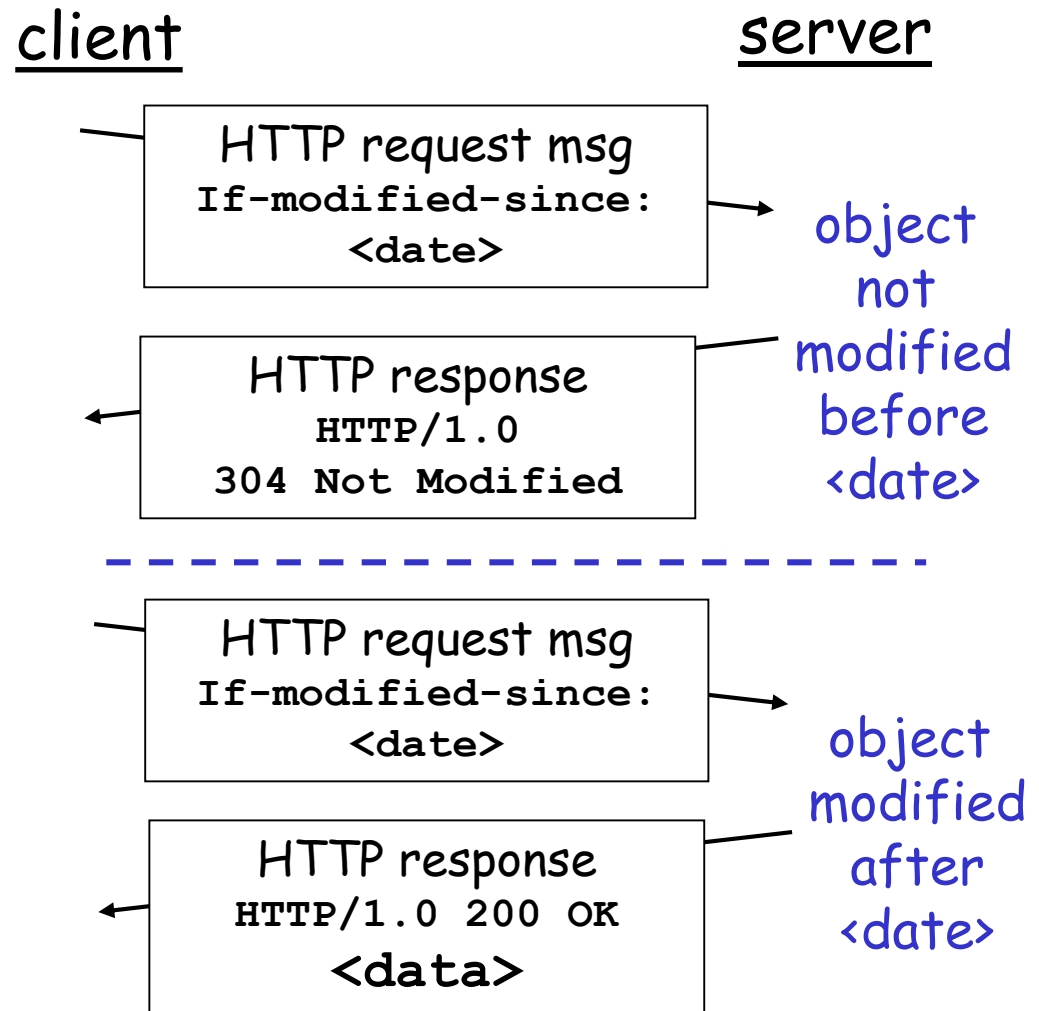 client
server
HTTP request msg
If-modified-since:
<date>
object
not
modified
before
<date>
HTTP response
HTTP/1.0
304 Not Modified
HTTP request msg
If-modified-since:
<date>
object
modified
after
<date>
HTTP response
HTTP/1.0 200 OK
<data>